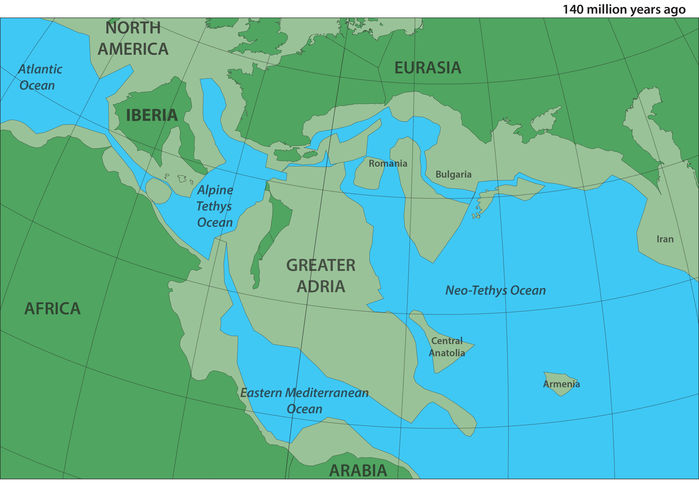 140 million years ago
NORTH
AMERICA
EURASIA
Atlantic
Ocean
IBERIA
Romania
Bulgaria
Alpine
Tethys
Ocean
Iran
GREATER
ADRIA
Neo-Tethys Ocean
AFRICA
Central
Anatolia
Armenia
Eastern Mediterranean
Ocean
ARABIA